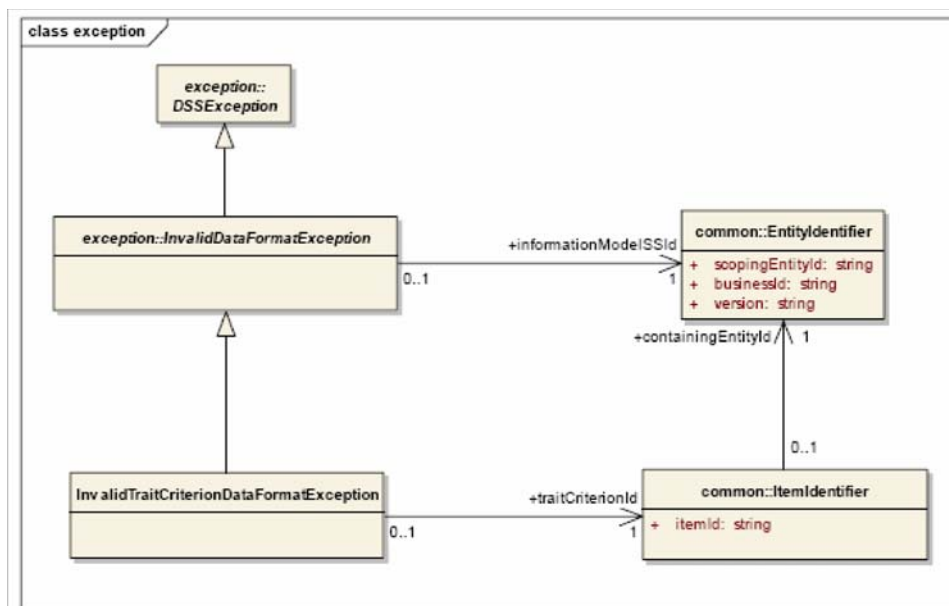 class exception
exception::
DSSException
exception::InvalidDataFormatException
+informationModelSSId
0..1
1
common::EntityIdentifier
+ scopingEntityId: string
+ businessId: string
+ version: string
+containingEntityId
1
0..1
InvalidTraitCriterionDataFormatException
+traitCriterionId
0..1
1
common::ItemIdentifier
+ itemId: string